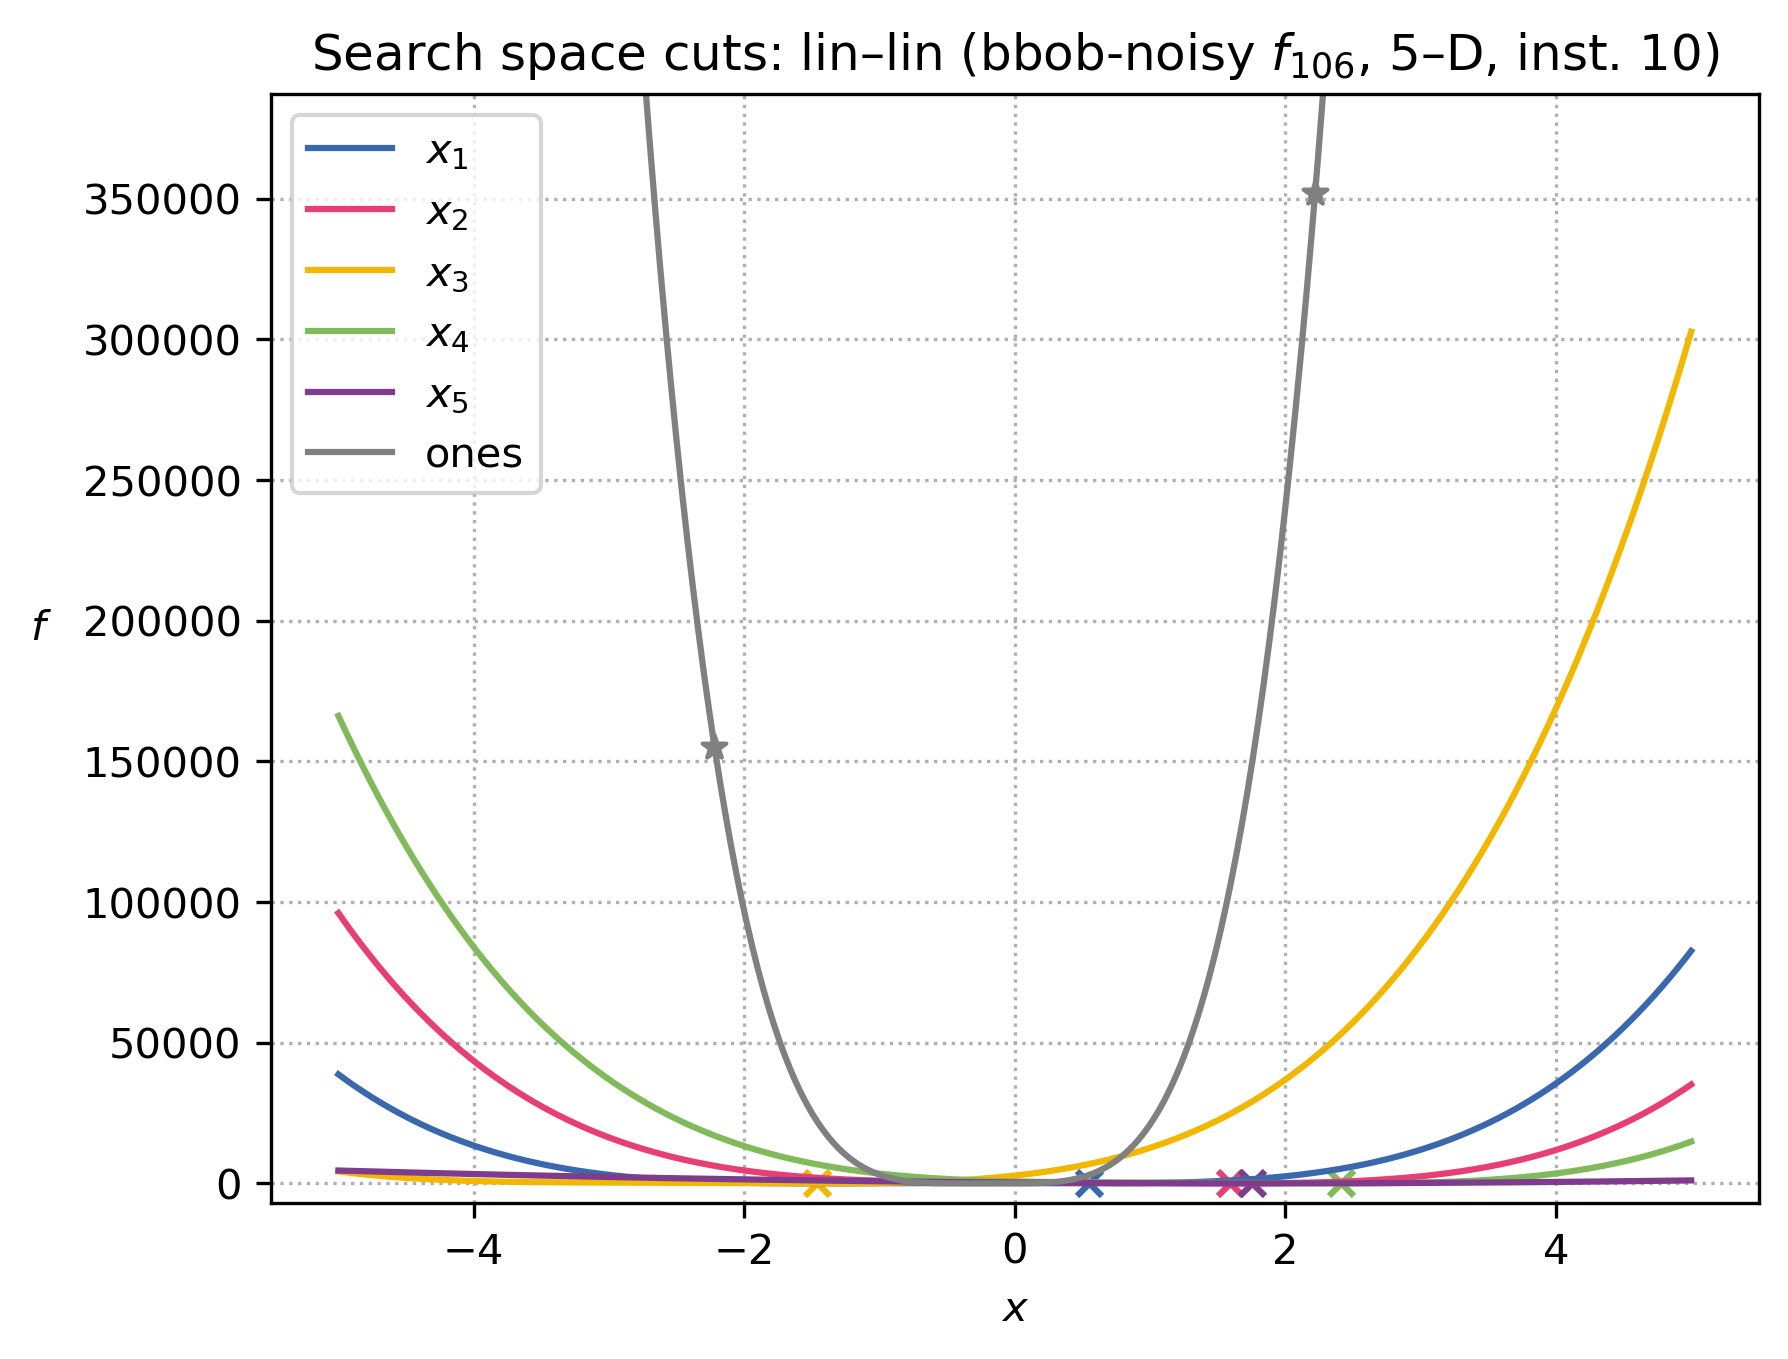 Search space cuts: lin–lin (bbob-noisy f₁₀₆, 5–D, inst. 10)
x₁
x₂
x₃
x₄
x₅
ones
350000
300000
250000
200000
150000
100000
50000
0
f
−4
−2
0
2
4
x